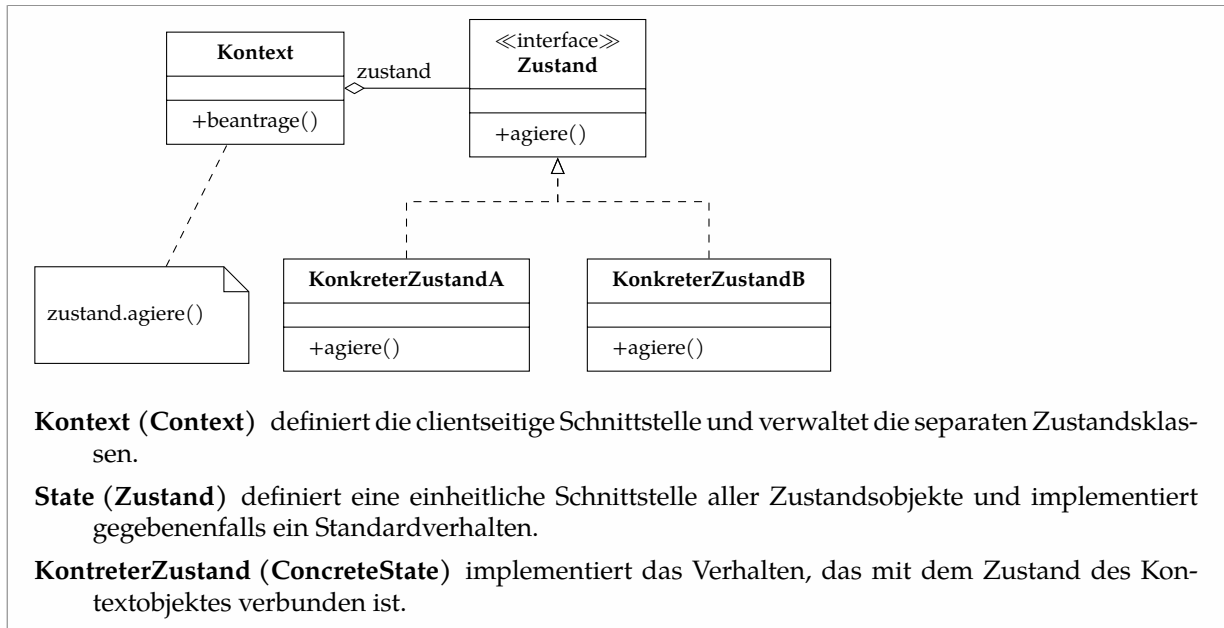 Kontext
+beantrage()
zustand
≪interface≫
Zustand
+agiere()
zustand.agiere()
KonkreterZustandA
+agiere()
KonkreterZustandB
+agiere()
Kontext (Context) definiert die clientseitige Schnittstelle und verwaltet die separaten Zustandsklas-
sen.
State (Zustand) definiert eine einheitliche Schnittstelle aller Zustandsobjekte und implementiert
gegebenenfalls ein Standardverhalten.
KontreterZustand (ConcreteState) implementiert das Verhalten, das mit dem Zustand des Kon-
textobjektes verbunden ist.